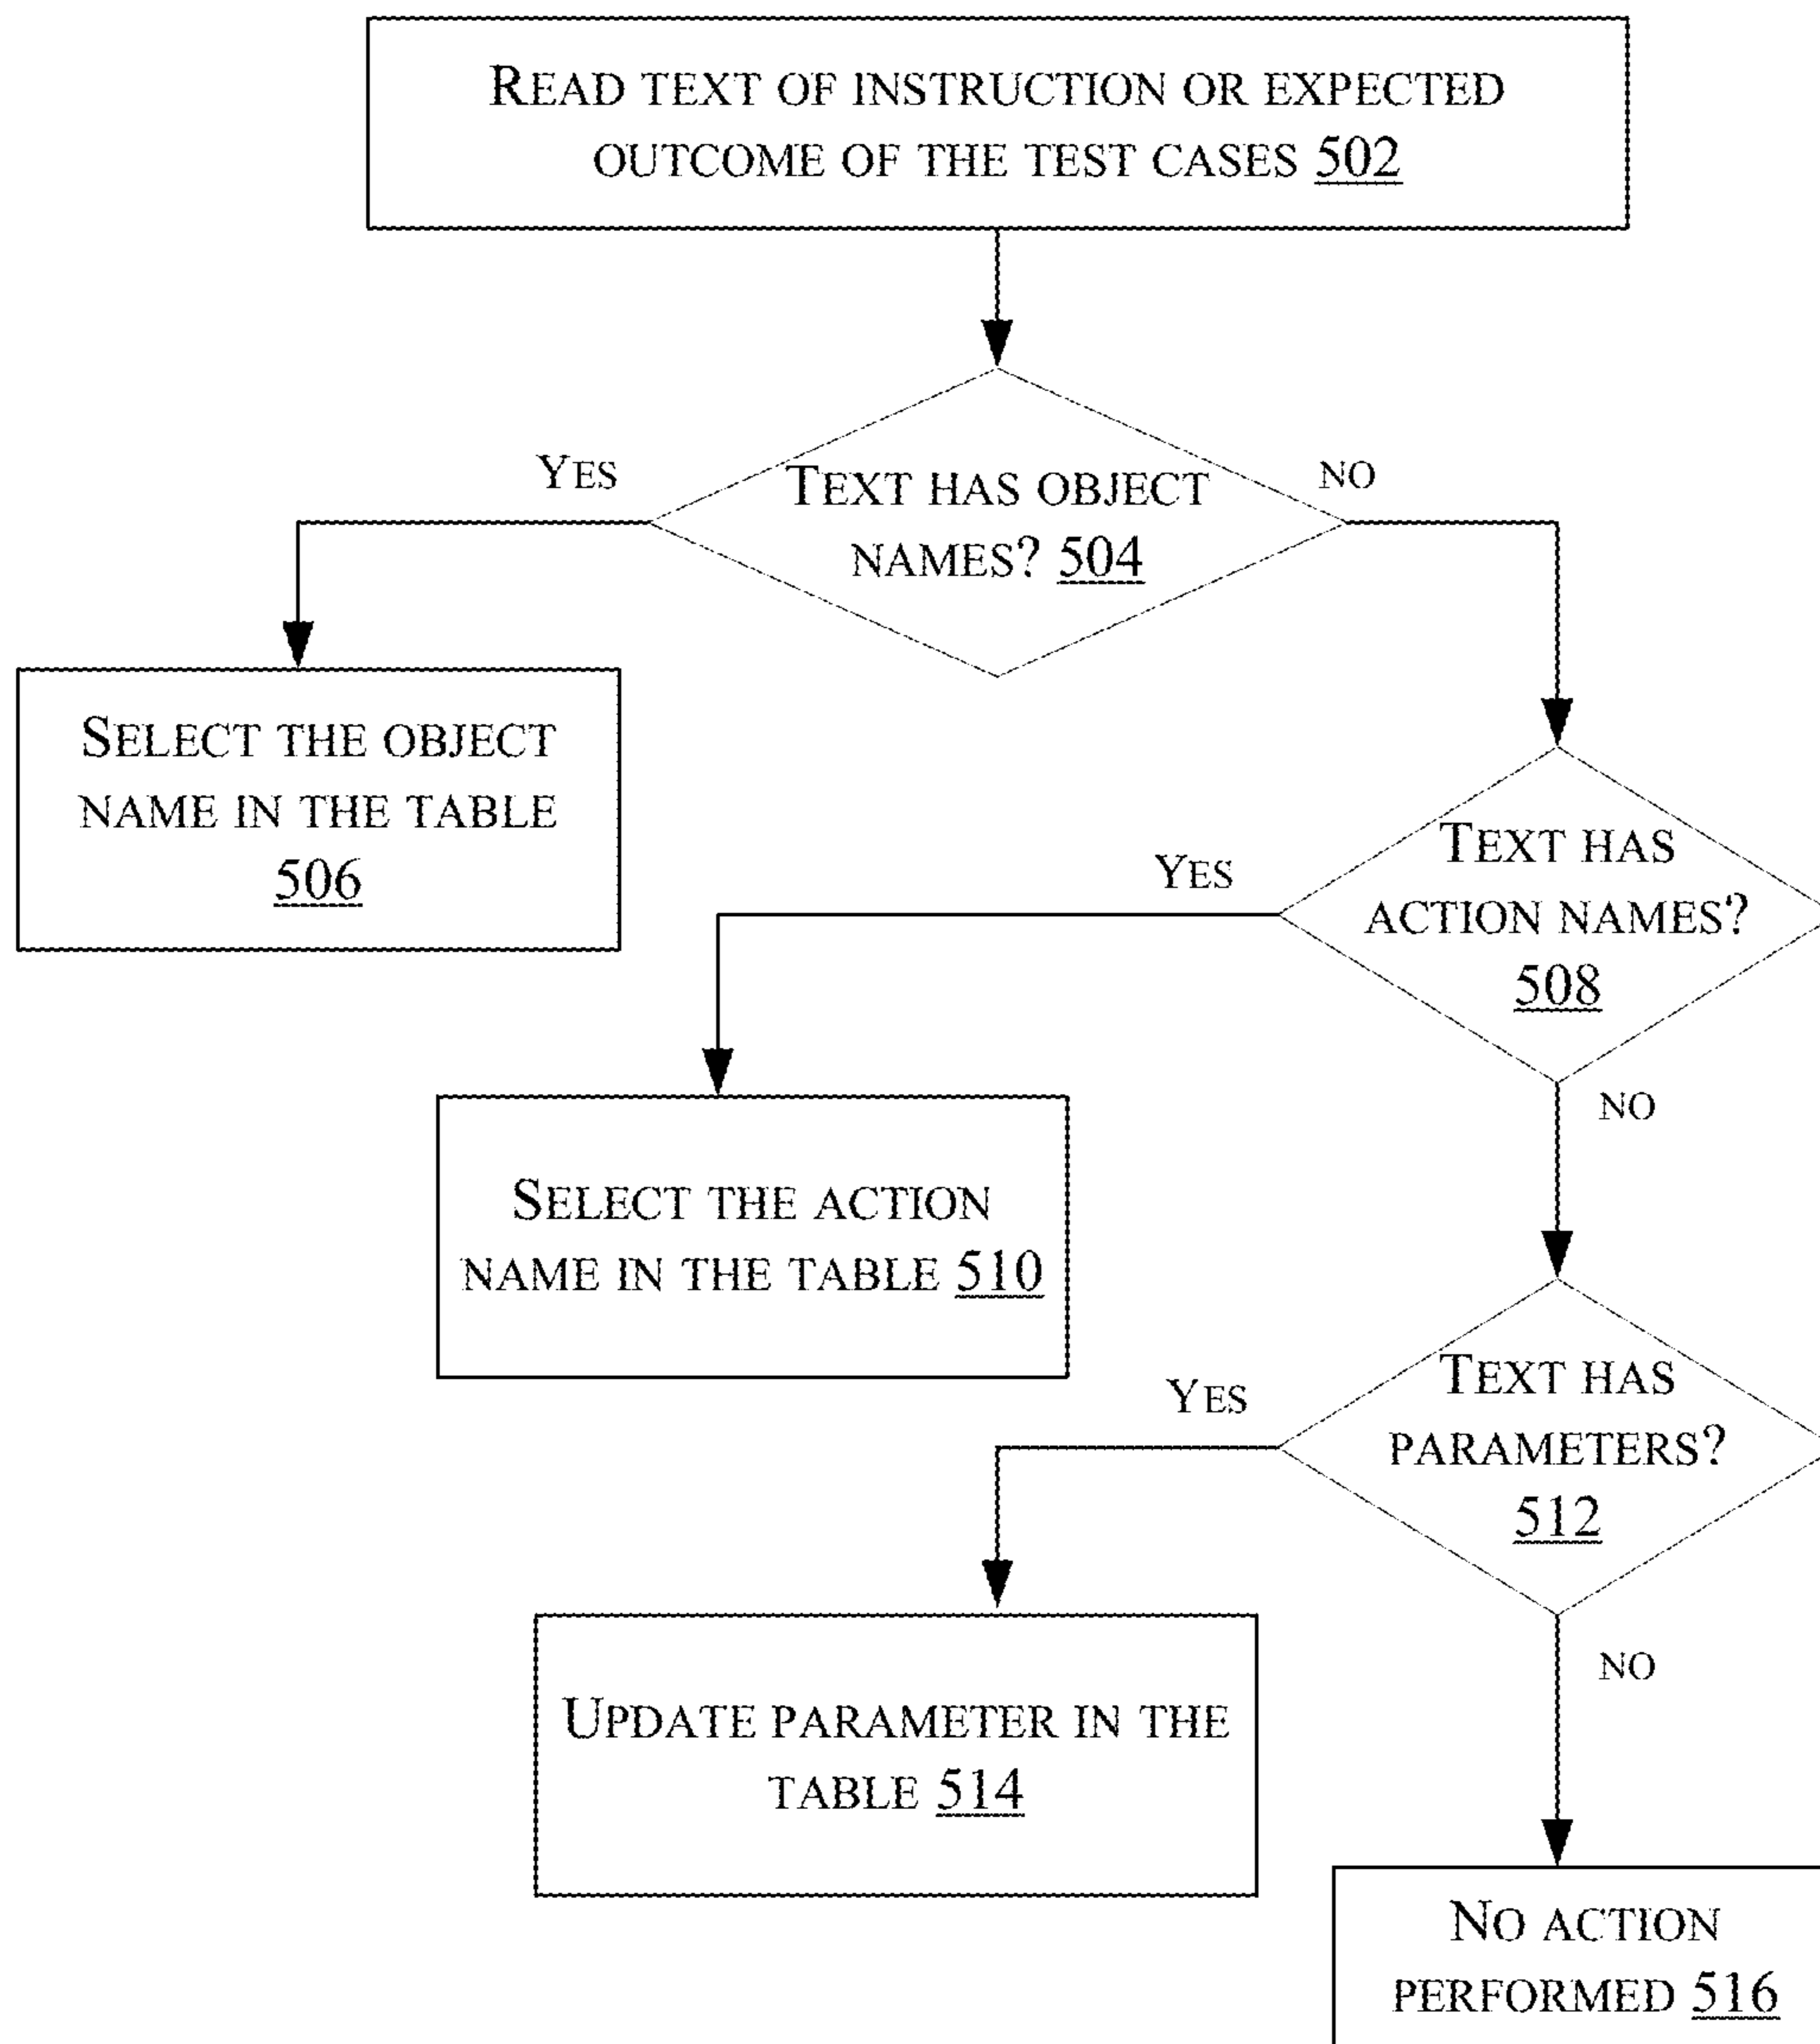 READ TEXT OF INSTRUCTION OR EXPECTED
OUTCOME OF THE TEST CASES 502
YES
NO
TEXT HAS OBJECT
NAMES? 504
SELECT THE OBJECT
NAME IN THE TABLE
506
YES
TEXT HAS
ACTION NAMES?
508
NO
SELECT THE ACTION
NAME IN THE TABLE 510
YES
TEXT HAS
PARAMETERS?
512
NO
UPDATE PARAMETER IN THE
TABLE 514
NO ACTION
PERFORMED 516